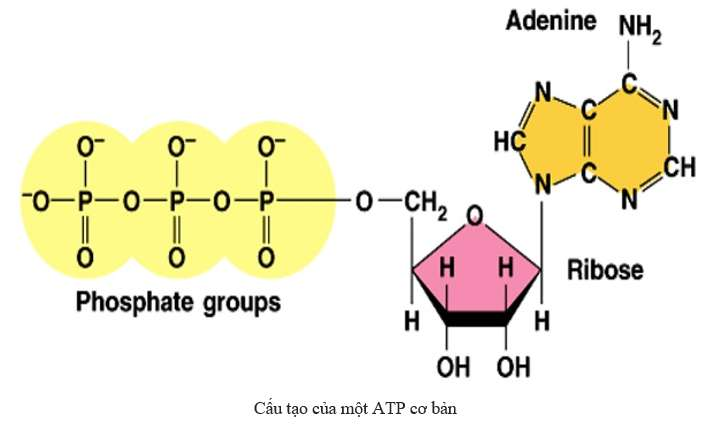 Adenine NH₂
O⁻ O⁻ O⁻ N C N
HC C C CH
⁻O–P–O–P–O–P–O–CH₂ O N N
O O O H H Ribose
Phosphate groups
H H
OH OH
Cấu tạo của một ATP cơ bản